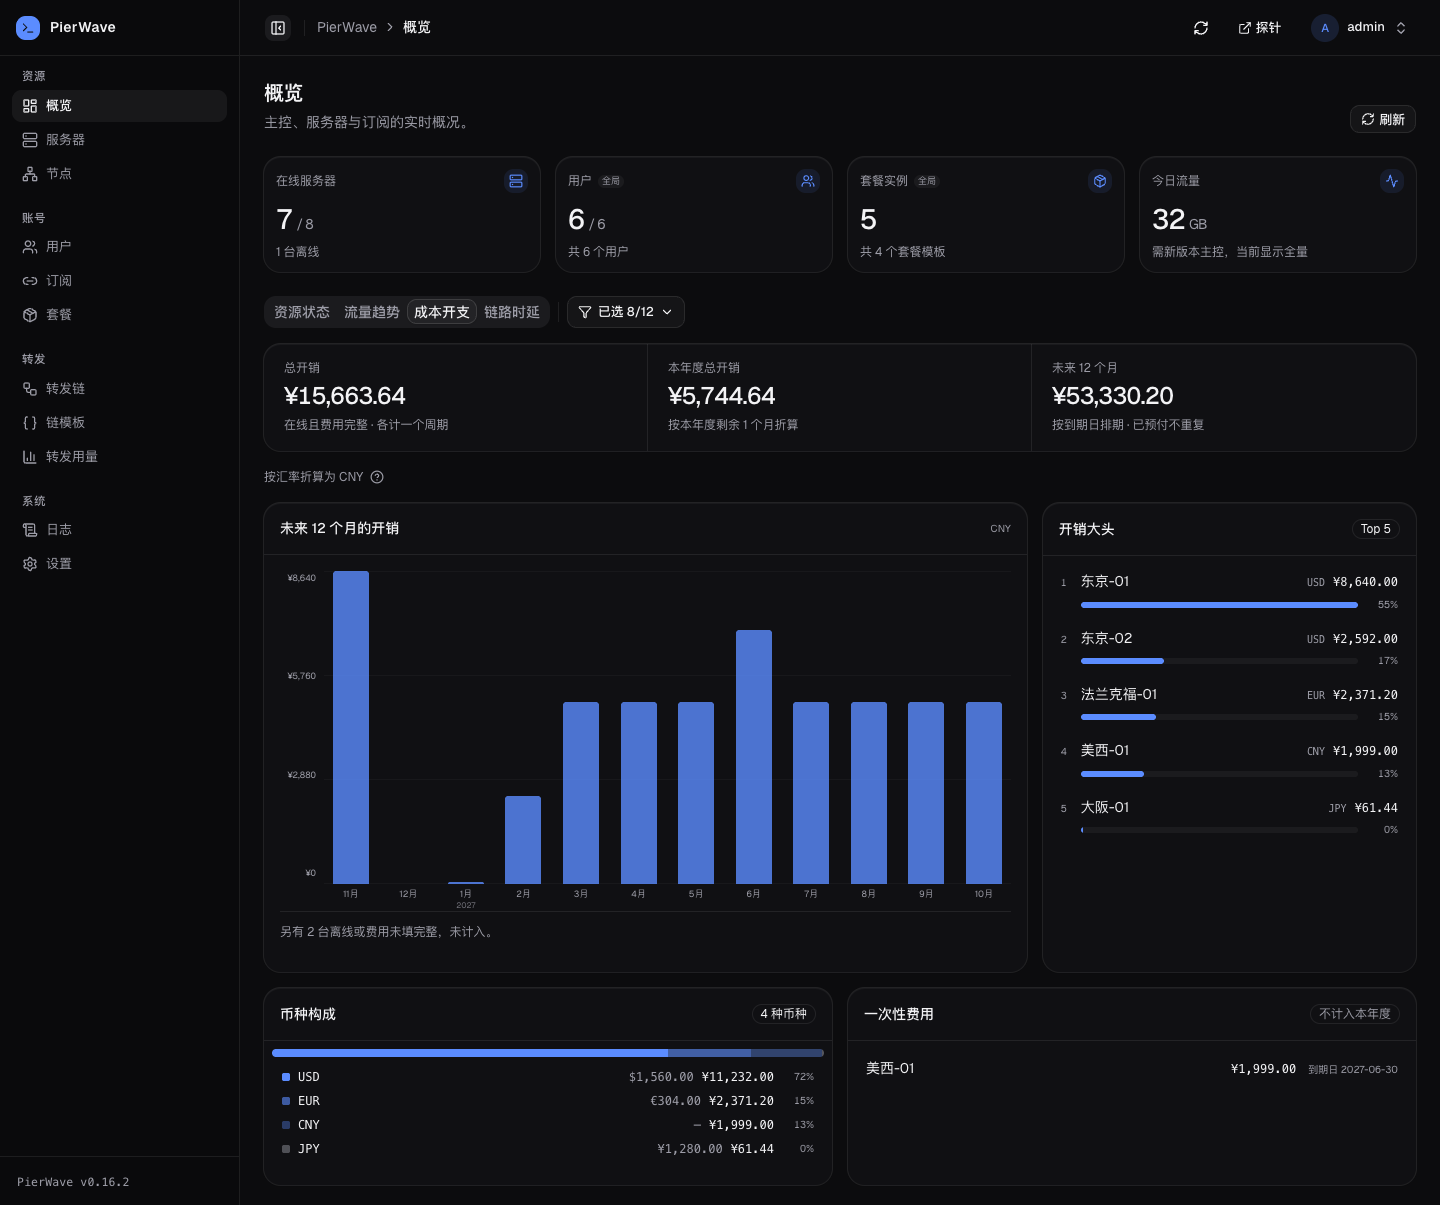 PierWave
PierWave > 概览
探针
A admin
资源
概览
服务器
节点
账号
用户
订阅
套餐
转发
转发链
链模板
转发用量
系统
日志
设置
PierWave v0.16.2
概览
主控、服务器与订阅的实时概况。
刷新
在线服务器
7 / 8
1 台离线
用户 全局
6 / 6
共 6 个用户
套餐实例 全局
5
共 4 个套餐模板
今日流量
32 GB
需新版本主控，当前显示全量
资源状态 流量趋势 成本开支 链路时延
已选 8/12
总开销
¥15,663.64
在线且费用完整 · 各计一个周期
本年度总开销
¥5,744.64
按本年度剩余 1 个月折算
未来 12 个月
¥53,330.20
按到期日排期 · 已预付不重复
按汇率折算为 CNY
未来 12 个月的开销 CNY
¥8,640
¥5,760
¥2,880
¥0
11月 12月 1月 2月 3月 4月 5月 6月 7月 8月 9月 10月
2027
另有 2 台离线或费用未填完整，未计入。
开销大头 Top 5
1 东京-01 USD ¥8,640.00
55%
2 东京-02 USD ¥2,592.00
17%
3 法兰克福-01 EUR ¥2,371.20
15%
4 美西-01 CNY ¥1,999.00
13%
5 大阪-01 JPY ¥61.44
0%
币种构成 4 种币种
USD $1,560.00 ¥11,232.00 72%
EUR €304.00 ¥2,371.20 15%
CNY — ¥1,999.00 13%
JPY ¥1,280.00 ¥61.44 0%
一次性费用 不计入本年度
美西-01 ¥1,999.00 到期日 2027-06-30